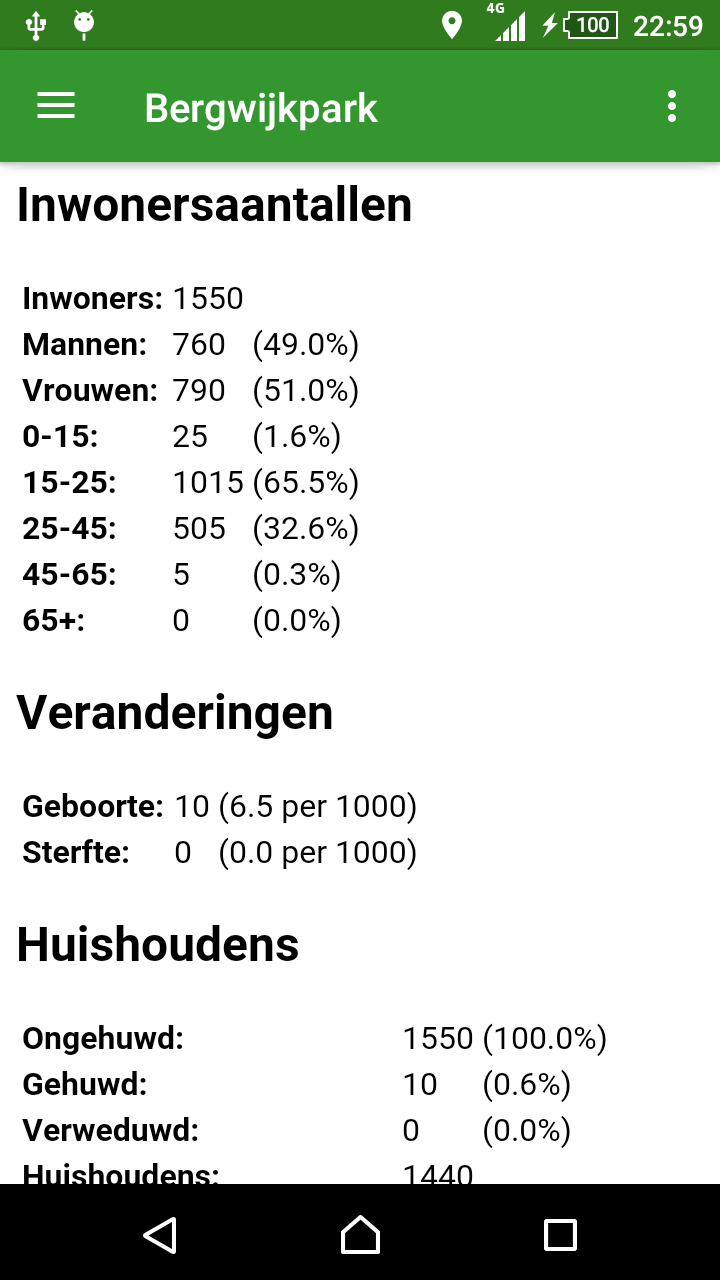 4G 100 22:59
Bergwijkpark
Inwonersaantallen
Inwoners: 1550
Mannen: 760 (49.0%)
Vrouwen: 790 (51.0%)
0-15: 25 (1.6%)
15-25: 1015 (65.5%)
25-45: 505 (32.6%)
45-65: 5 (0.3%)
65+: 0 (0.0%)
Veranderingen
Geboorte: 10 (6.5 per 1000)
Sterfte: 0 (0.0 per 1000)
Huishoudens
Ongehuwd: 1550 (100.0%)
Gehuwd: 10 (0.6%)
Verweduwd: 0 (0.0%)
Huishoudens: 1440